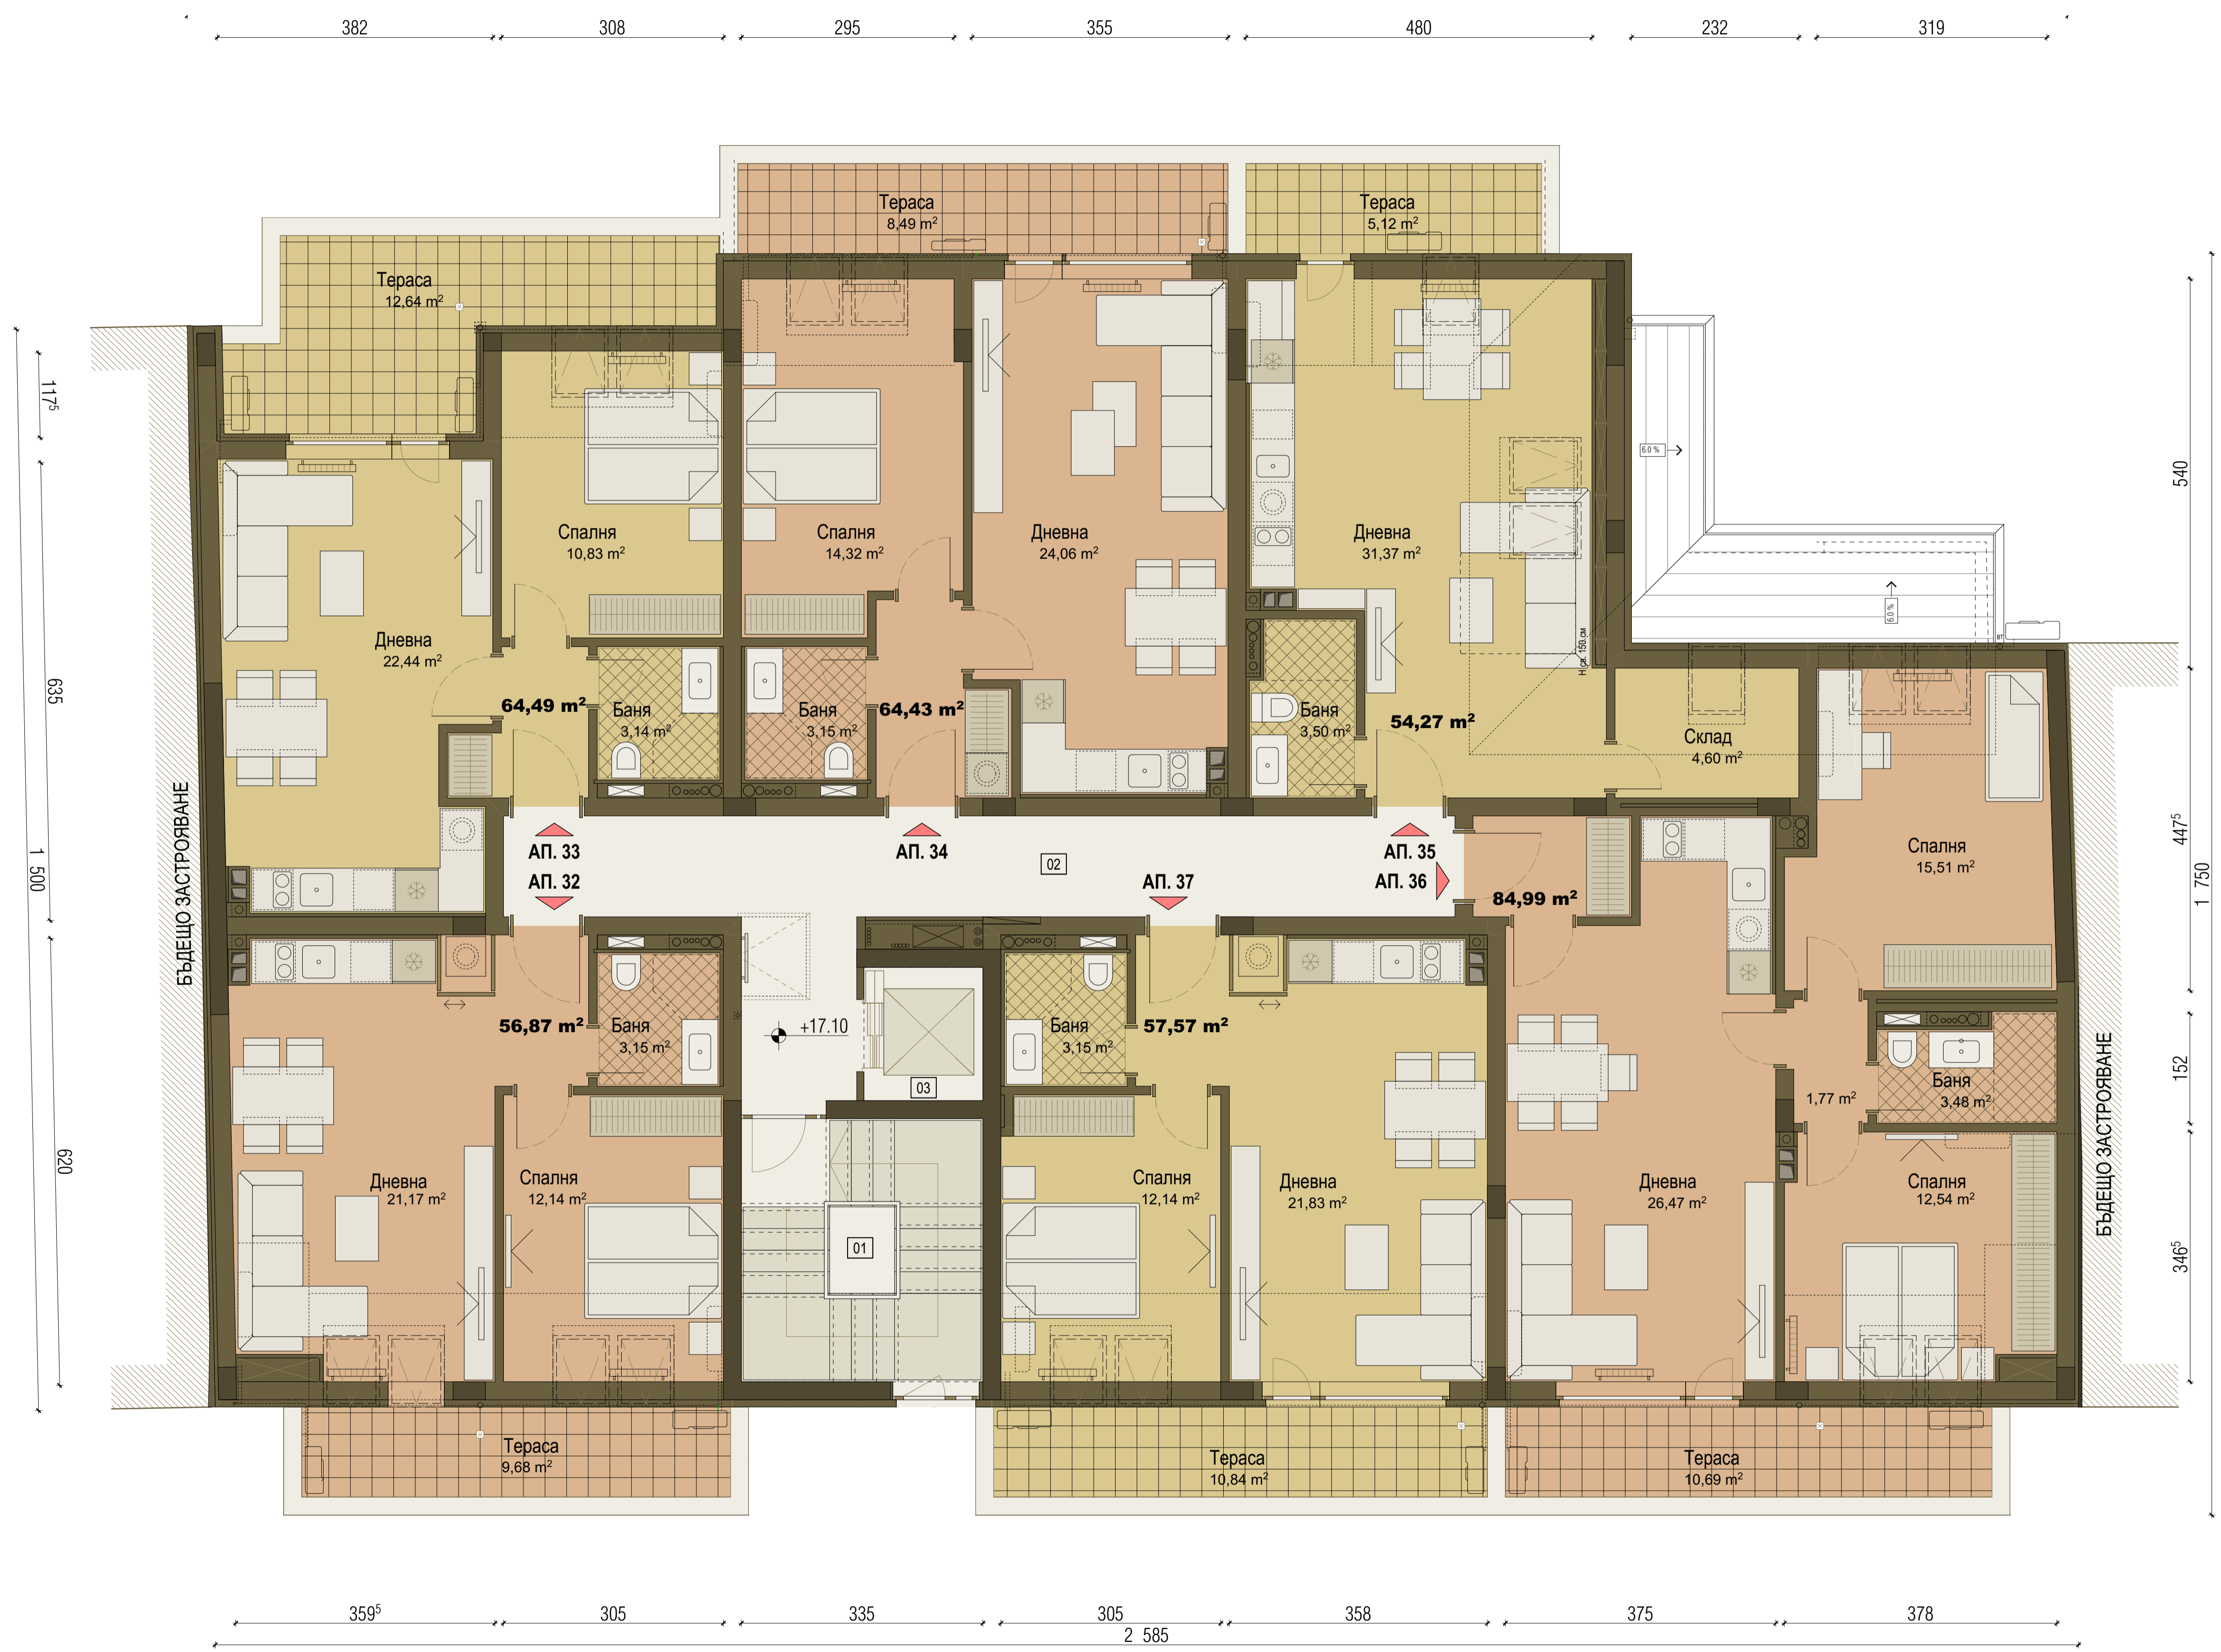 382 308 295 355 480 232 319
Тераса
8,49 m²
Тераса
5,12 m²
Тераса
12,64 m²
117⁵
635
620
1 500
540
447⁵
152
346⁵
1 750
6.0 %
6.0 %
Спалня
10,83 m²
Спалня
14,32 m²
Дневна
24,06 m²
Дневна
31,37 m²
Дневна
22,44 m²
H св. 150 см
вт
64,49 m²
Баня
3,14 m²
Баня
3,15 m²
64,43 m²
Баня
3,50 m²
54,27 m²
Склад
4,60 m²
БЪДЕЩО ЗАСТРОЯВАНЕ
АП. 33
АП. 34
АП. 35
02
АП. 32
АП. 37
АП. 36
84,99 m²
Спалня
15,51 m²
56,87 m²
Баня
3,15 m²
+17.10
03
Баня
3,15 m²
57,57 m²
1,77 m²
Баня
3,48 m²
БЪДЕЩО ЗАСТРОЯВАНЕ
Дневна
21,17 m²
Спалня
12,14 m²
01
Спалня
12,14 m²
Дневна
21,83 m²
Дневна
26,47 m²
Спалня
12,54 m²
Тераса
9,68 m²
Тераса
10,84 m²
Тераса
10,69 m²
359⁵ 305 335 305 358 375 378
2 585